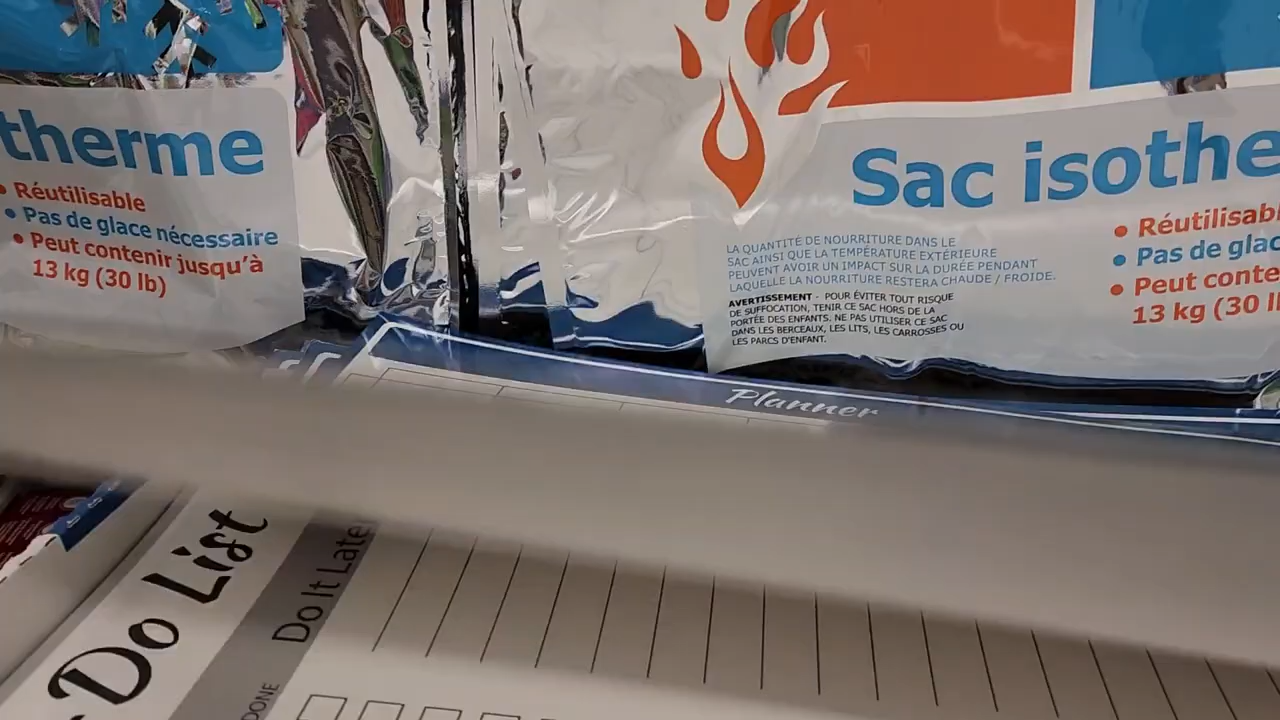 therme
• Réutilisable
• Pas de glace nécessaire
• Peut contenir jusqu'à
13 kg (30 lb)
Sac isothe
LA QUANTITÉ DE NOURRITURE DANS LE
SAC AINSI QUE LA TEMPÉRATURE EXTÉRIEURE
PEUVENT AVOIR UN IMPACT SUR LA DURÉE PENDANT
LAQUELLE LA NOURRITURE RESTERA CHAUDE / FROIDE.
AVERTISSEMENT - POUR ÉVITER TOUT RISQUE
DE SUFFOCATION, TENIR CE SAC HORS DE LA
PORTÉE DES ENFANTS. NE PAS UTILISER CE SAC
DANS LES BERCEAUX, LES LITS, LES CARROSSES OU
LES PARCS D'ENFANT.
• Réutilisabl
• Pas de glac
• Peut conte
13 kg (30 l
Planner
Do List
Do It Later
DONE